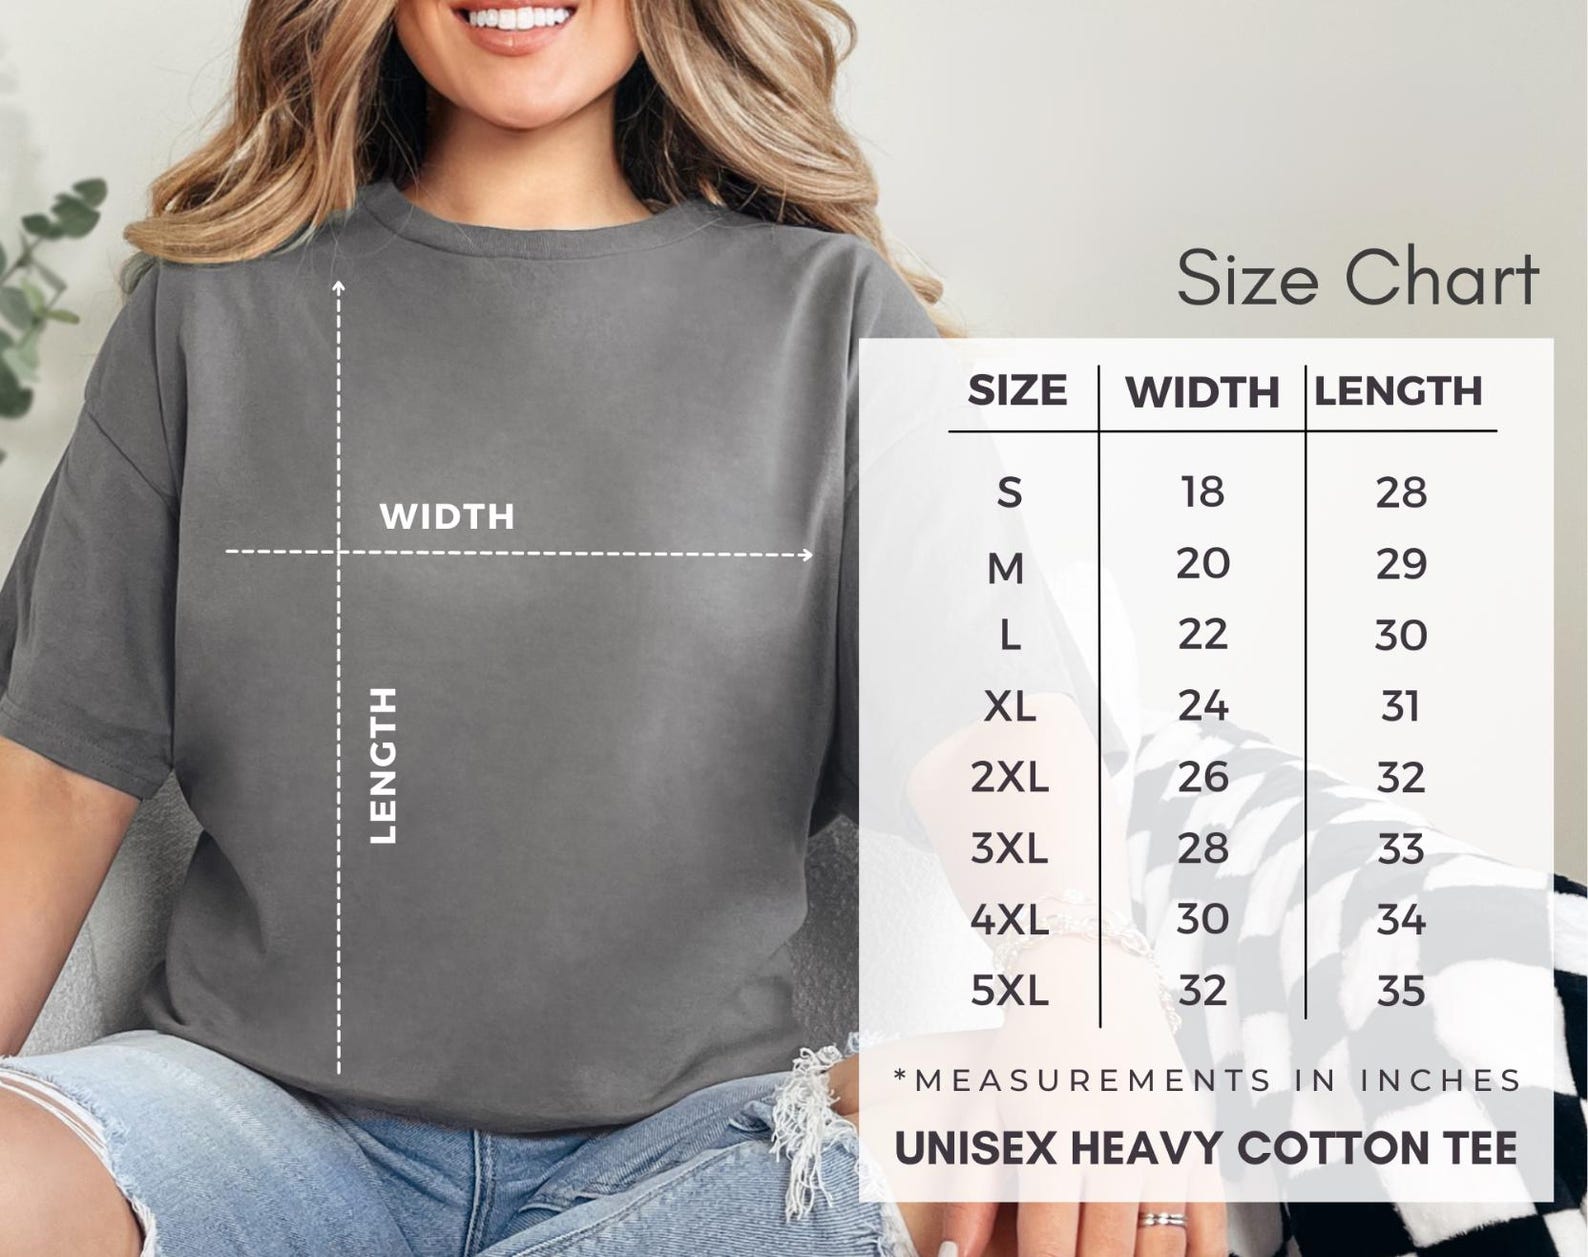 Size Chart
SIZE WIDTH LENGTH
S 18 28
M 20 29
L 22 30
XL 24 31
2XL 26 32
3XL 28 33
4XL 30 34
5XL 32 35
*MEASUREMENTS IN INCHES
UNISEX HEAVY COTTON TEE
WIDTH
LENGTH